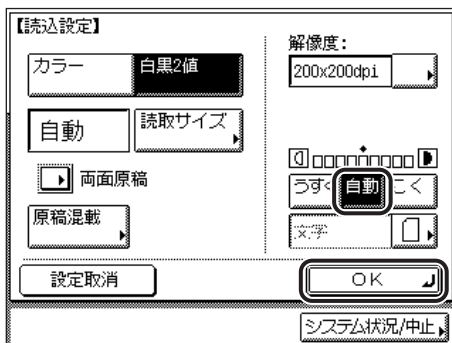 【読込設定】
カラー
白黒2値
自動
読取サイズ
両面原稿
原稿混載
設定取消
解像度:
200x200dpi
うすく
自動
こく
文字
OK
システム状況/中止